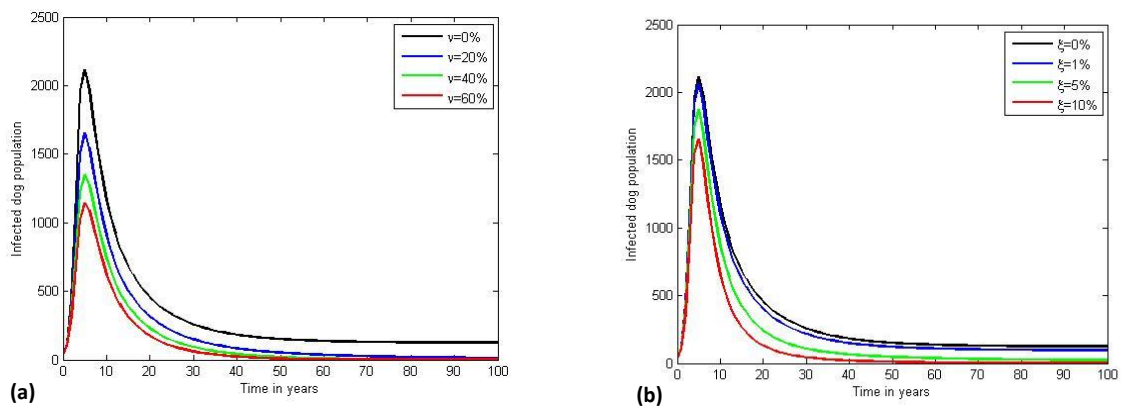 2500
2000
1500
1000
500
0
Infected dog population
0 10 20 30 40 50 60 70 80 90 100
Time in years
ν=0%
ν=20%
ν=40%
ν=60%
(a)
2500
2000
1500
1000
500
0
Infected dog population
0 10 20 30 40 50 60 70 80 90 100
Time in years
ξ=0%
ξ=1%
ξ=5%
ξ=10%
(b)